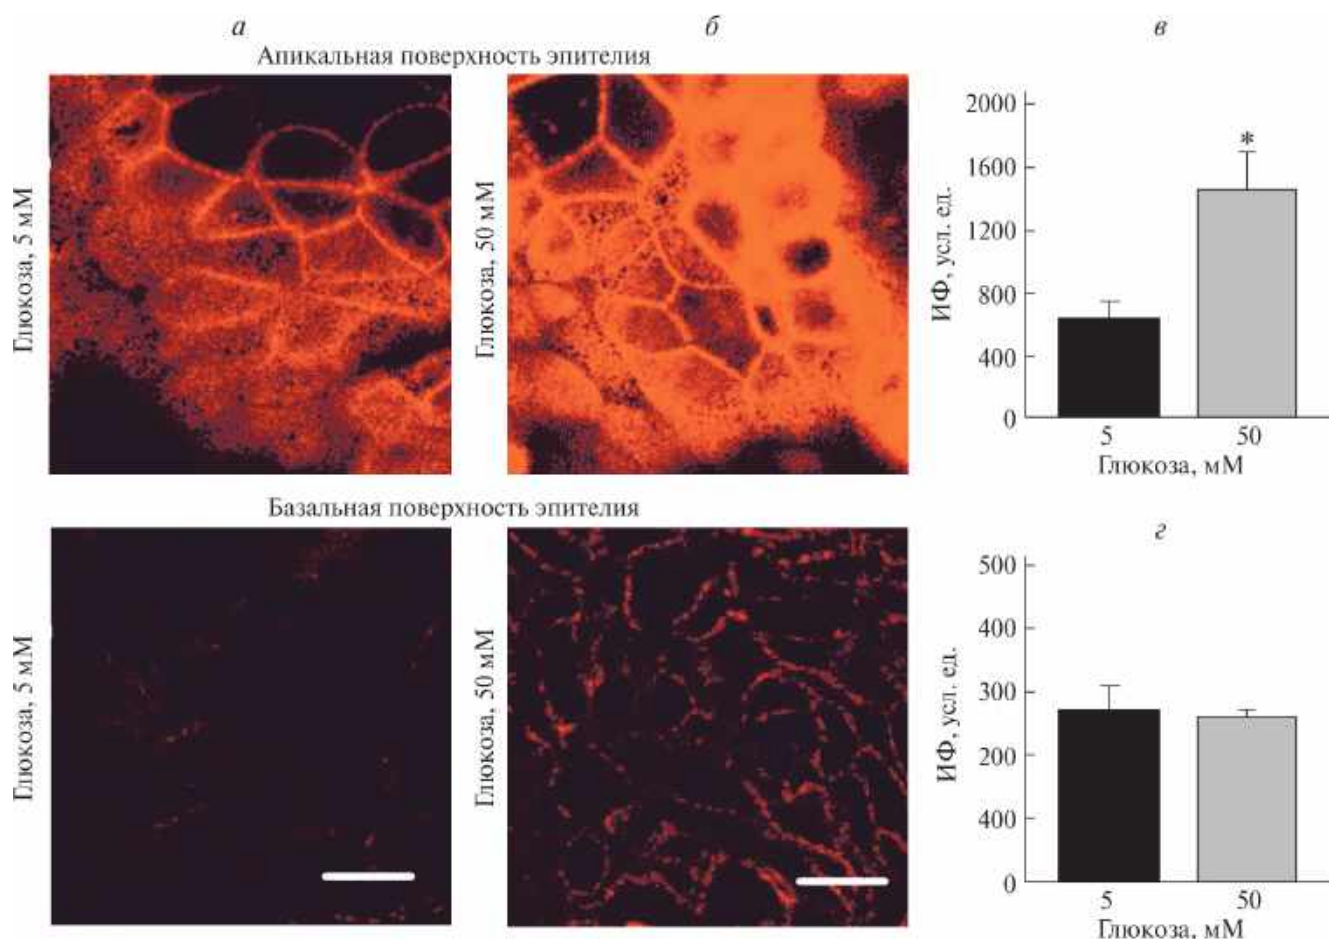 а
б
в
Апикальная поверхность эпителия
Глюкоза, 5 мМ
Глюкоза, 50 мМ
ИФ, усл. ед.
2000
1600
1200
800
400
0
*
5
50
Глюкоза, мМ
Базальная поверхность эпителия
г
Глюкоза, 5 мМ
Глюкоза, 50 мМ
ИФ, усл. ед.
500
400
300
200
400
0
5
50
Глюкоза, мМ